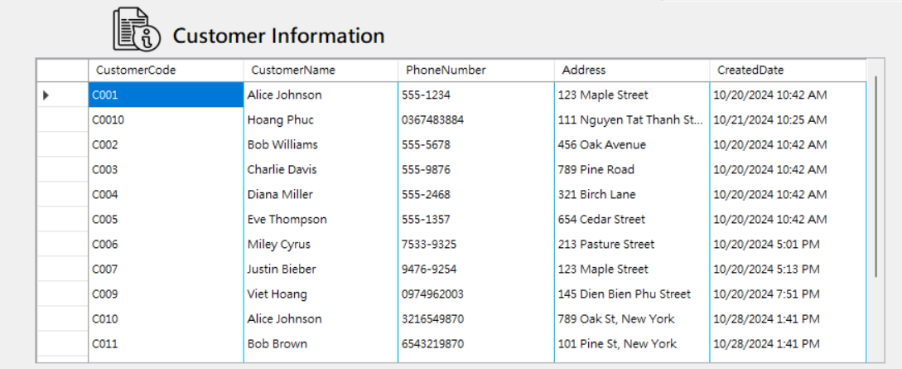 Customer Information
CustomerCode CustomerName PhoneNumber Address CreatedDate
C001 Alice Johnson 555-1234 123 Maple Street 10/20/2024 10:42 AM
C0010 Hoang Phuc 0367483884 111 Nguyen Tat Thanh St... 10/21/2024 10:25 AM
C002 Bob Williams 555-5678 456 Oak Avenue 10/20/2024 10:42 AM
C003 Charlie Davis 555-9876 789 Pine Road 10/20/2024 10:42 AM
C004 Diana Miller 555-2468 321 Birch Lane 10/20/2024 10:42 AM
C005 Eve Thompson 555-1357 654 Cedar Street 10/20/2024 10:42 AM
C006 Miley Cyrus 7533-9325 213 Pasture Street 10/20/2024 5:01 PM
C007 Justin Bieber 9476-9254 123 Maple Street 10/20/2024 5:13 PM
C009 Viet Hoang 0974962003 145 Dien Bien Phu Street 10/20/2024 7:51 PM
C010 Alice Johnson 3216549870 789 Oak St, New York 10/28/2024 1:41 PM
C011 Bob Brown 6543219870 101 Pine St, New York 10/28/2024 1:41 PM